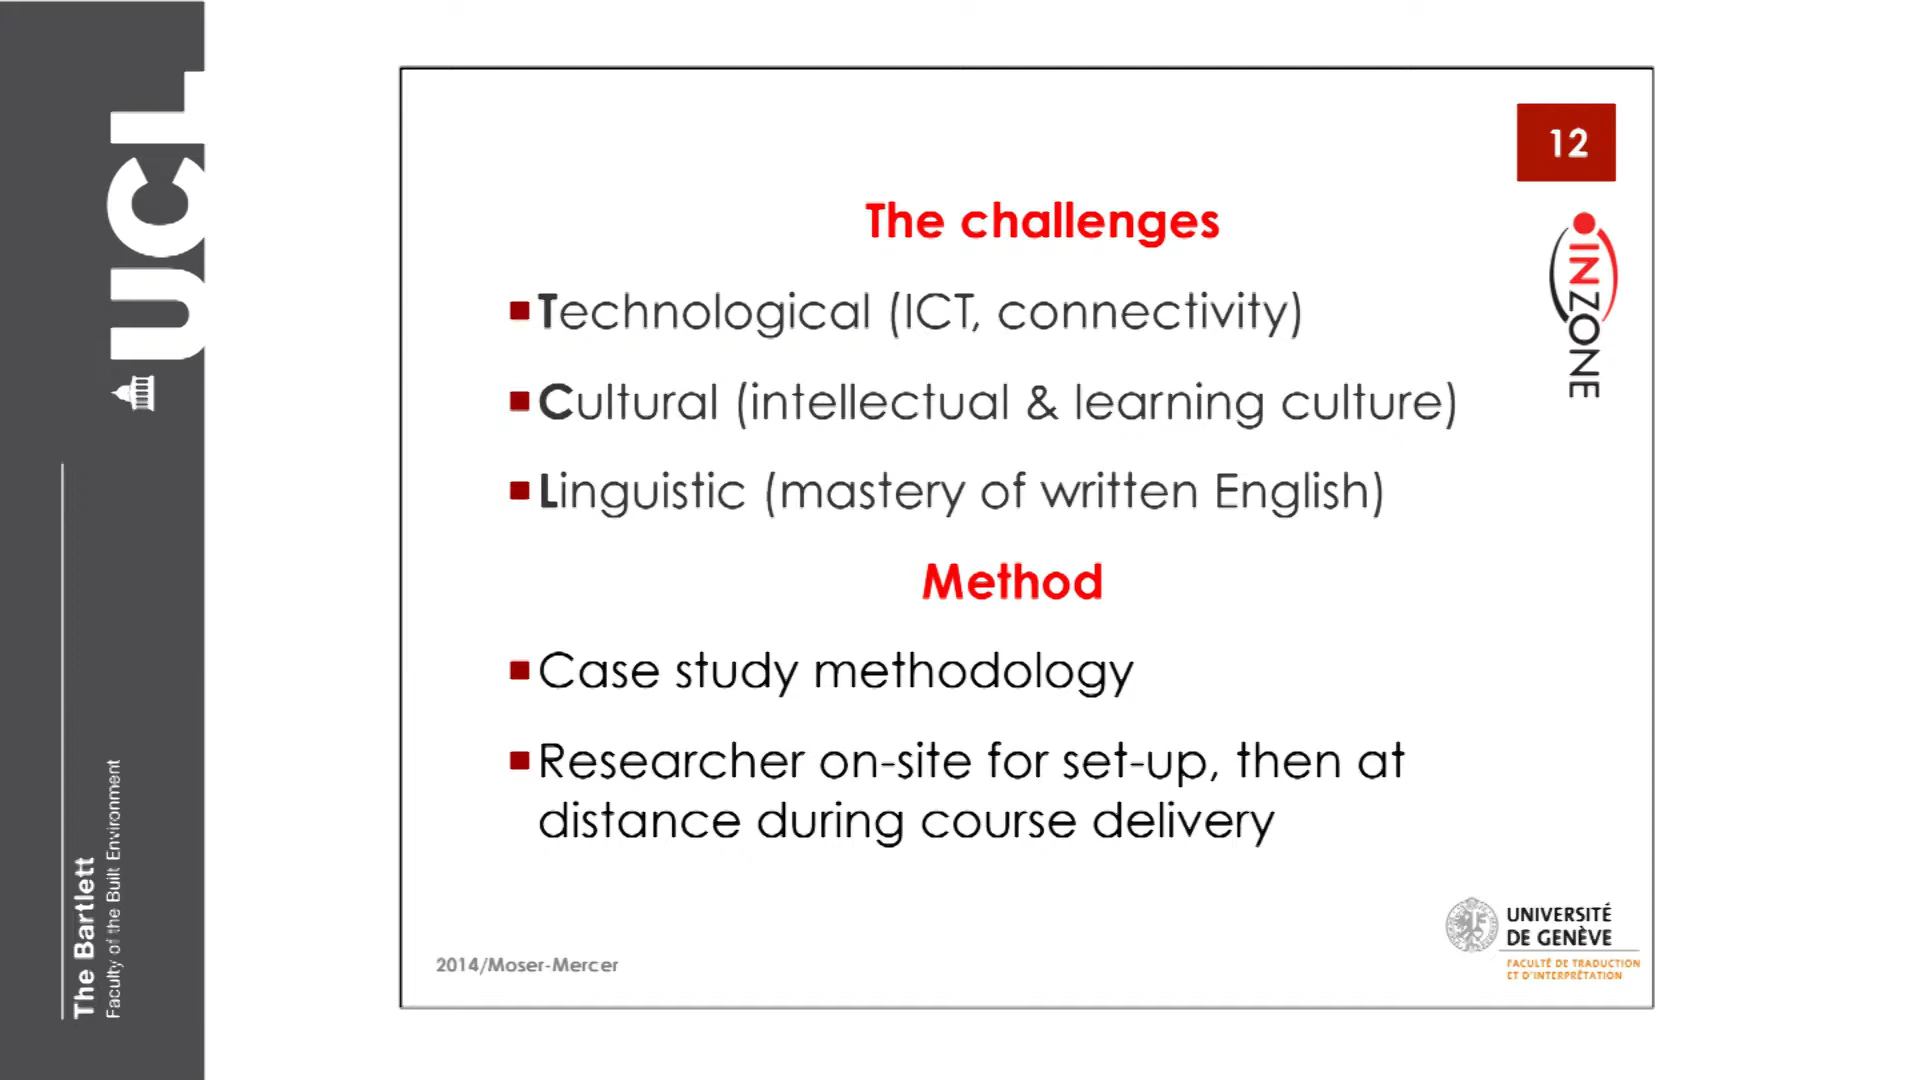 UCL
The Bartlett
Faculty of the Built Environment
12
INZONE
The challenges
Technological (ICT, connectivity)
Cultural (intellectual & learning culture)
Linguistic (mastery of written English)
Method
Case study methodology
Researcher on-site for set-up, then at
distance during course delivery
2014/Moser-Mercer
UNIVERSITÉ
DE GENÈVE
FACULTÉ DE TRADUCTION
ET D'INTERPRÉTATION